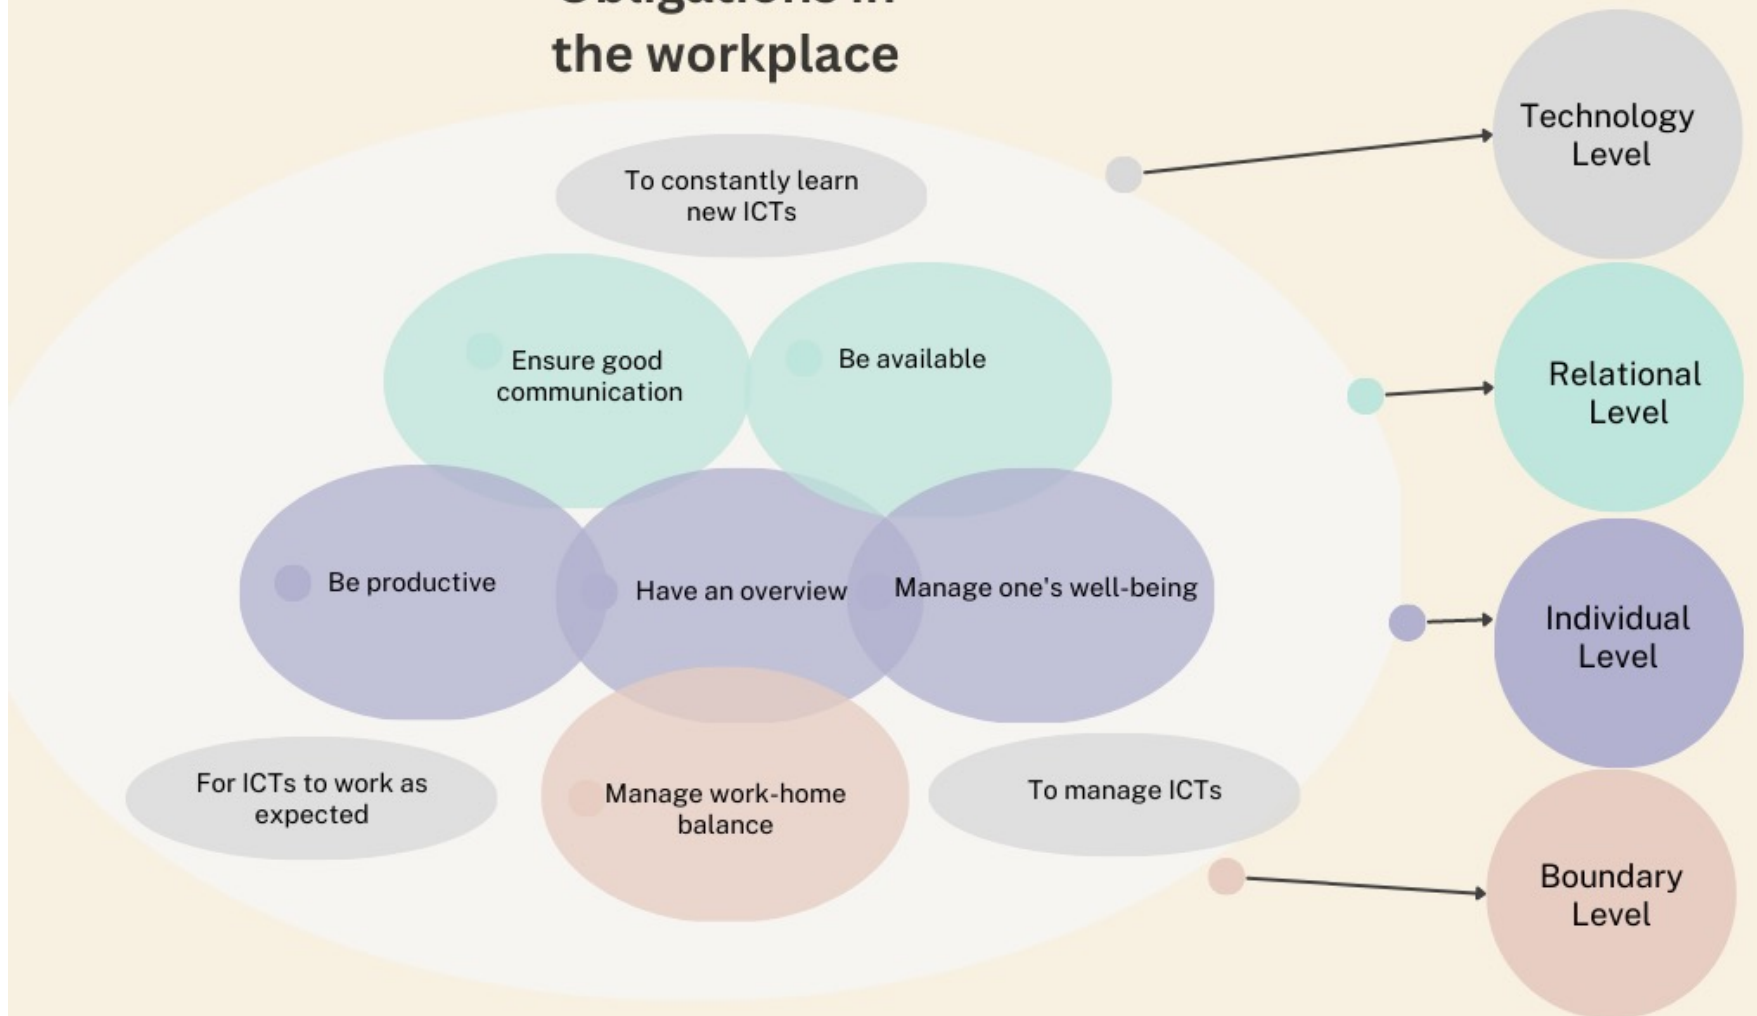 Obligations in
the workplace
To constantly learn
new ICTs
Ensure good
communication
Be available
Be productive
Have an overview
Manage one's well-being
For ICTs to work as
expected
Manage work-home
balance
To manage ICTs
Technology
Level
Relational
Level
Individual
Level
Boundary
Level